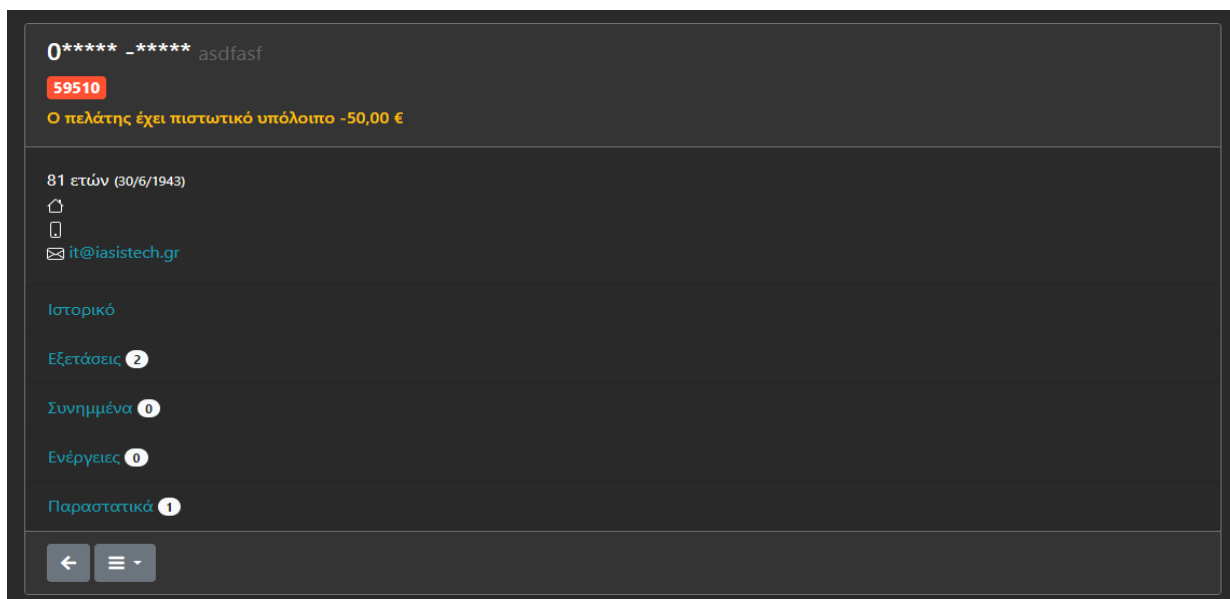 0***** -***** asdfasf
59510
Ο πελάτης έχει πιστωτικό υπόλοιπο -50,00 €
81 ετών (30/6/1943)
it@iasistech.gr
Ιστορικό
Εξετάσεις 2
Συνημμένα 0
Ενέργειες 0
Παραστατικά 1